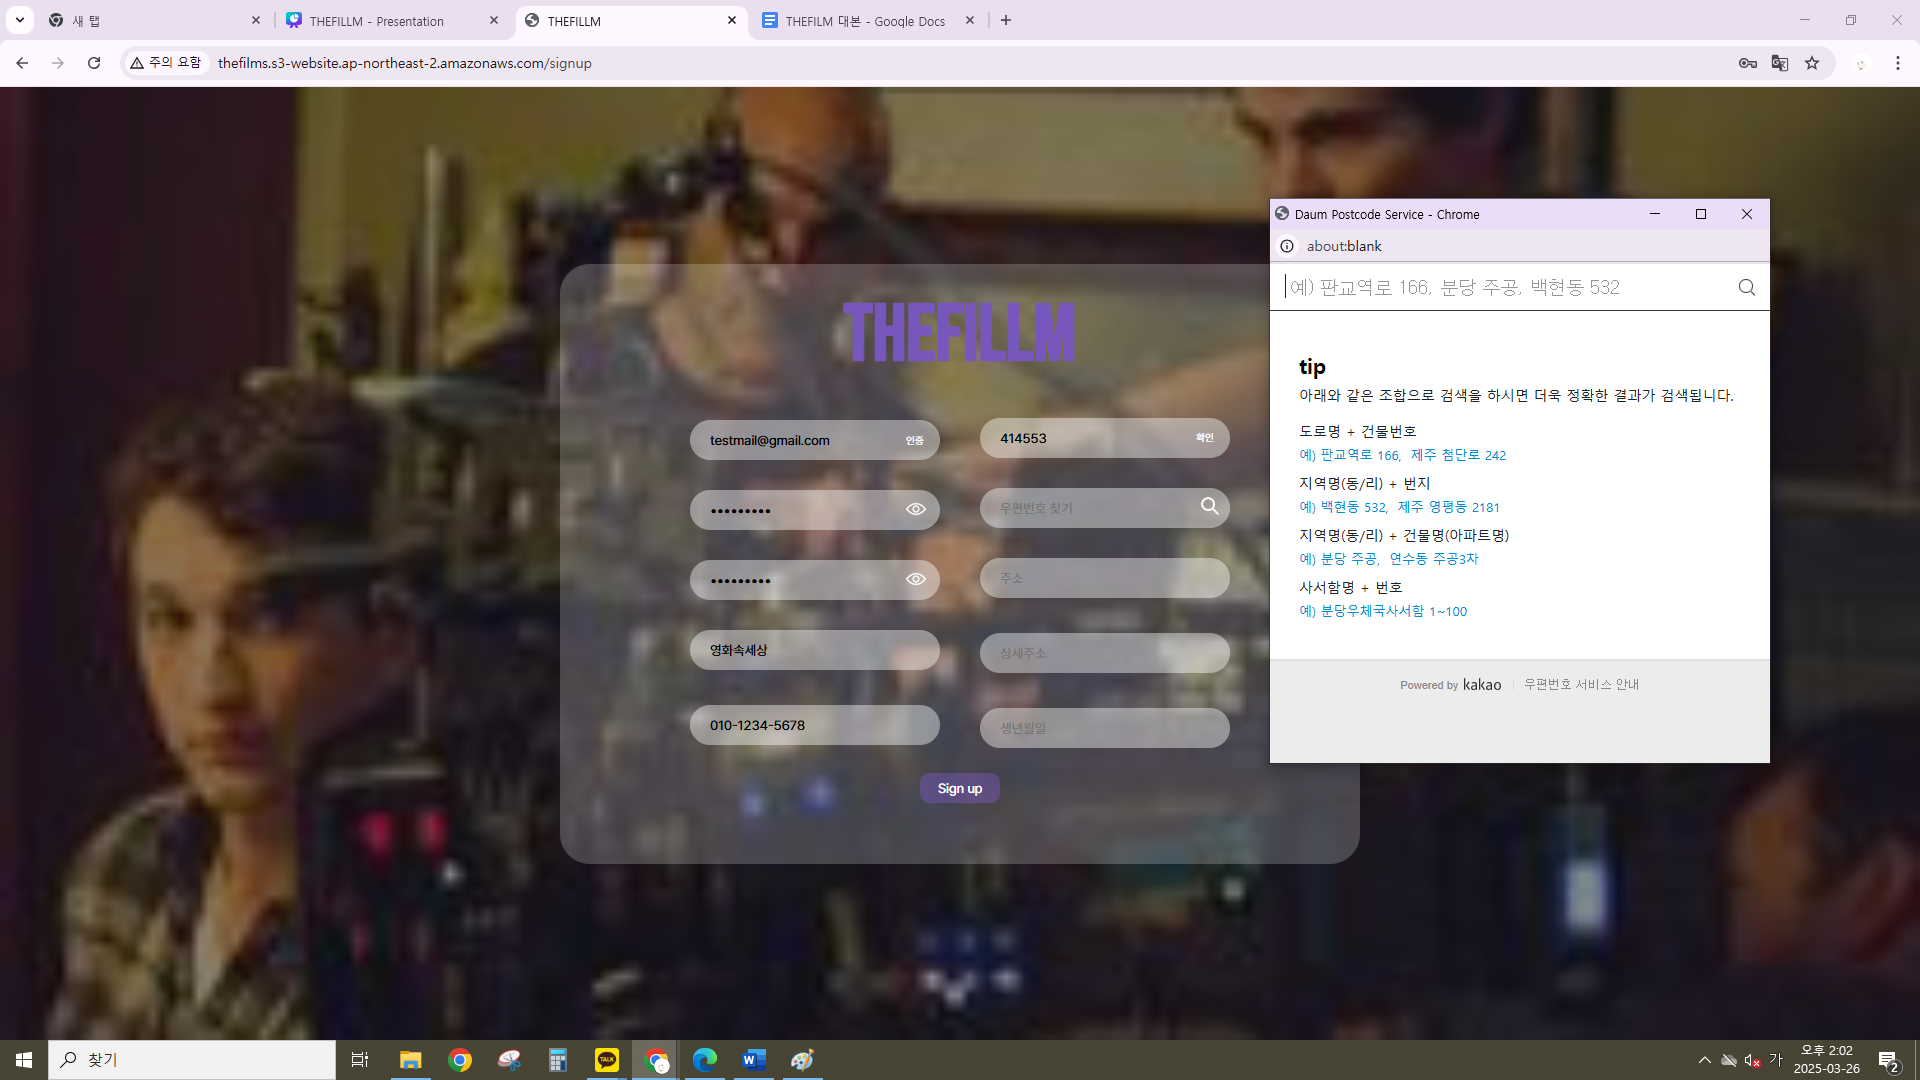 새 탭
THEFILLM - Presentation
THEFILLM
THEFILM 대본 - Google Docs
주의 요함
thefilms.s3-website.ap-northeast-2.amazonaws.com/signup
THEFILLM
testmail@gmail.com 인증
414553 확인
•••••••••
우편번호 찾기
•••••••••
주소
영화속세상
상세주소
010-1234-5678
생년월일
Sign up
Daum Postcode Service - Chrome
about:blank
예) 판교역로 166, 분당 주공, 백현동 532
tip
아래와 같은 조합으로 검색을 하시면 더욱 정확한 결과가 검색됩니다.
도로명 + 건물번호
예) 판교역로 166, 제주 첨단로 242
지역명(동/리) + 번지
예) 백현동 532, 제주 영평동 2181
지역명(동/리) + 건물명(아파트명)
예) 분당 주공, 연수동 주공3차
사서함명 + 번호
예) 분당우체국사서함 1~100
Powered by kakao 우편번호 서비스 안내
찾기
TALK
가
오후 2:02
2025-03-26
2